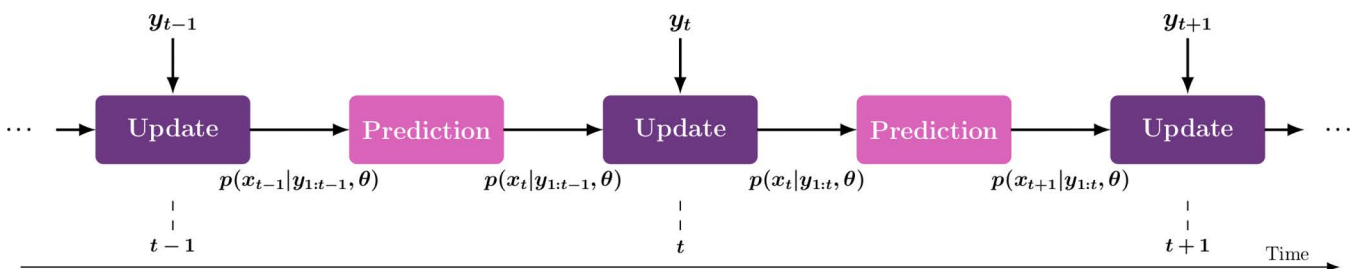 y_{t−1} y_t y_{t+1}
⋯ Update Prediction Update Prediction Update ⋯
p(x_{t−1}|y_{1:t−1}, θ) p(x_t|y_{1:t−1}, θ) p(x_t|y_{1:t}, θ) p(x_{t+1}|y_{1:t}, θ)
t − 1 t t + 1
Time